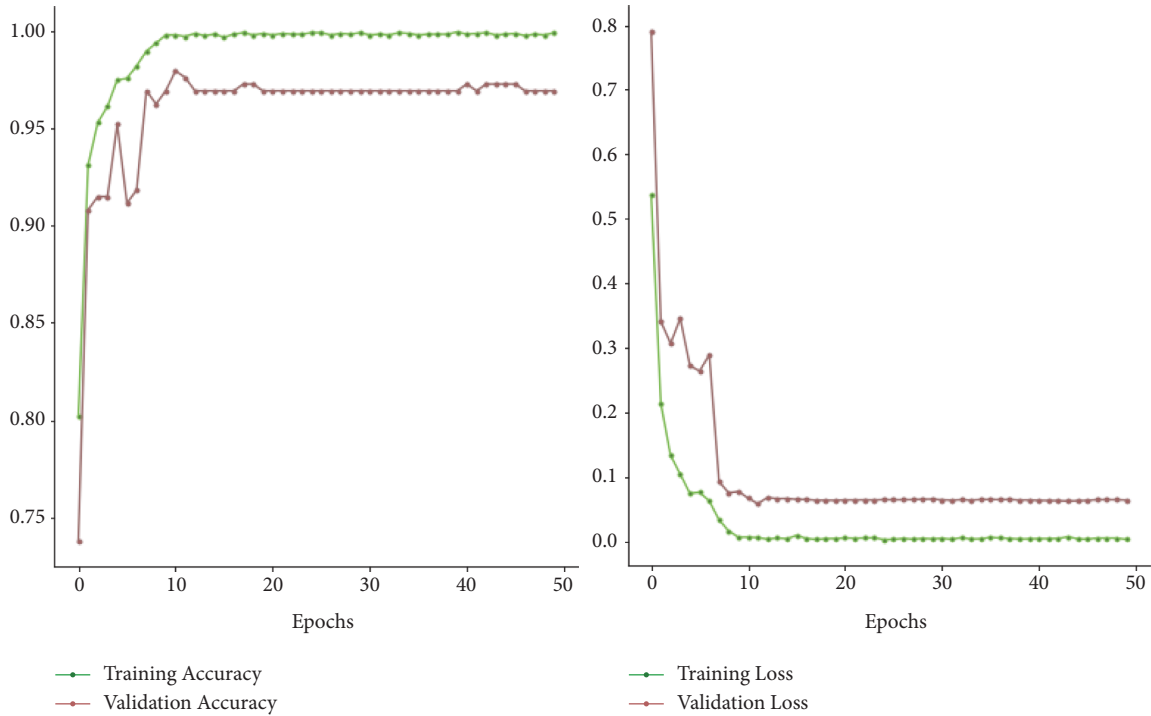 1.00
0.95
0.90
0.85
0.80
0.75
0 10 20 30 40 50
Epochs
Training Accuracy
Validation Accuracy
0.8
0.7
0.6
0.5
0.4
0.3
0.2
0.1
0.0
0 10 20 30 40 50
Epochs
Training Loss
Validation Loss